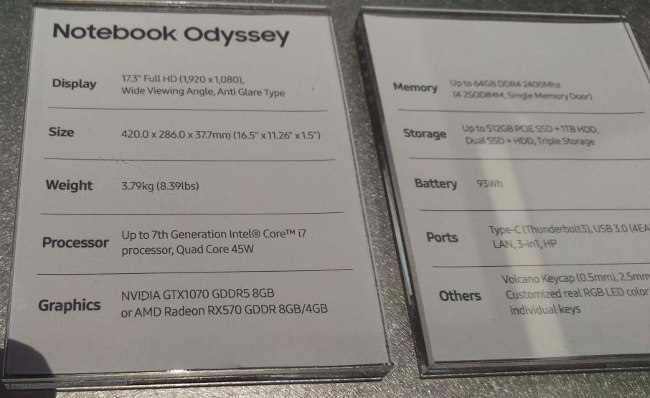 Notebook Odyssey
Display
17.3" Full HD (1,920 x 1,080),
Wide Viewing Angle, Anti Glare Type
Size
420.0 x 286.0 x 37.7mm (16.5" x 11.26" x 1.5")
Weight
3.79kg (8.39lbs)
Processor
Up to 7th Generation Intel® Core™ i7
processor, Quad Core 45W
Graphics
NVIDIA GTX1070 GDDR5 8GB
or AMD Radeon RX570 GDDR 8GB/4GB
Memory
Up to 64GB DDR4 2400Mhz
(4 2SODIMM, Single Memory Door)
Storage
Up to 512GB PCIE SSD + 1TB HDD,
Dual SSD + HDD, Triple Storage
Battery
93Wh
Ports
Type-C (Thunderbolt3), USB 3.0 (4EA
LAN, 3-in1, HP
Others
Volcano Keycap (0.5mm), 2.5mm
Customized real RGB LED color
individual keys